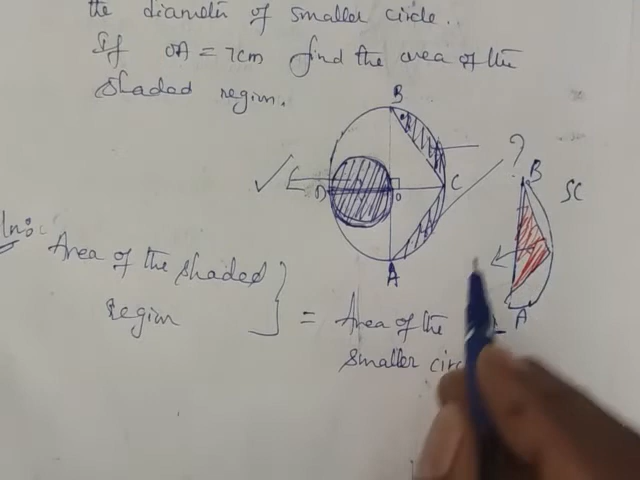 the diameter of smaller circle.
If OA = 7cm find the area of the
shaded region.
B
?
B
SC
D
O
C
A
A
lno:
Area of the shaded
region
= Area of the
smaller circ